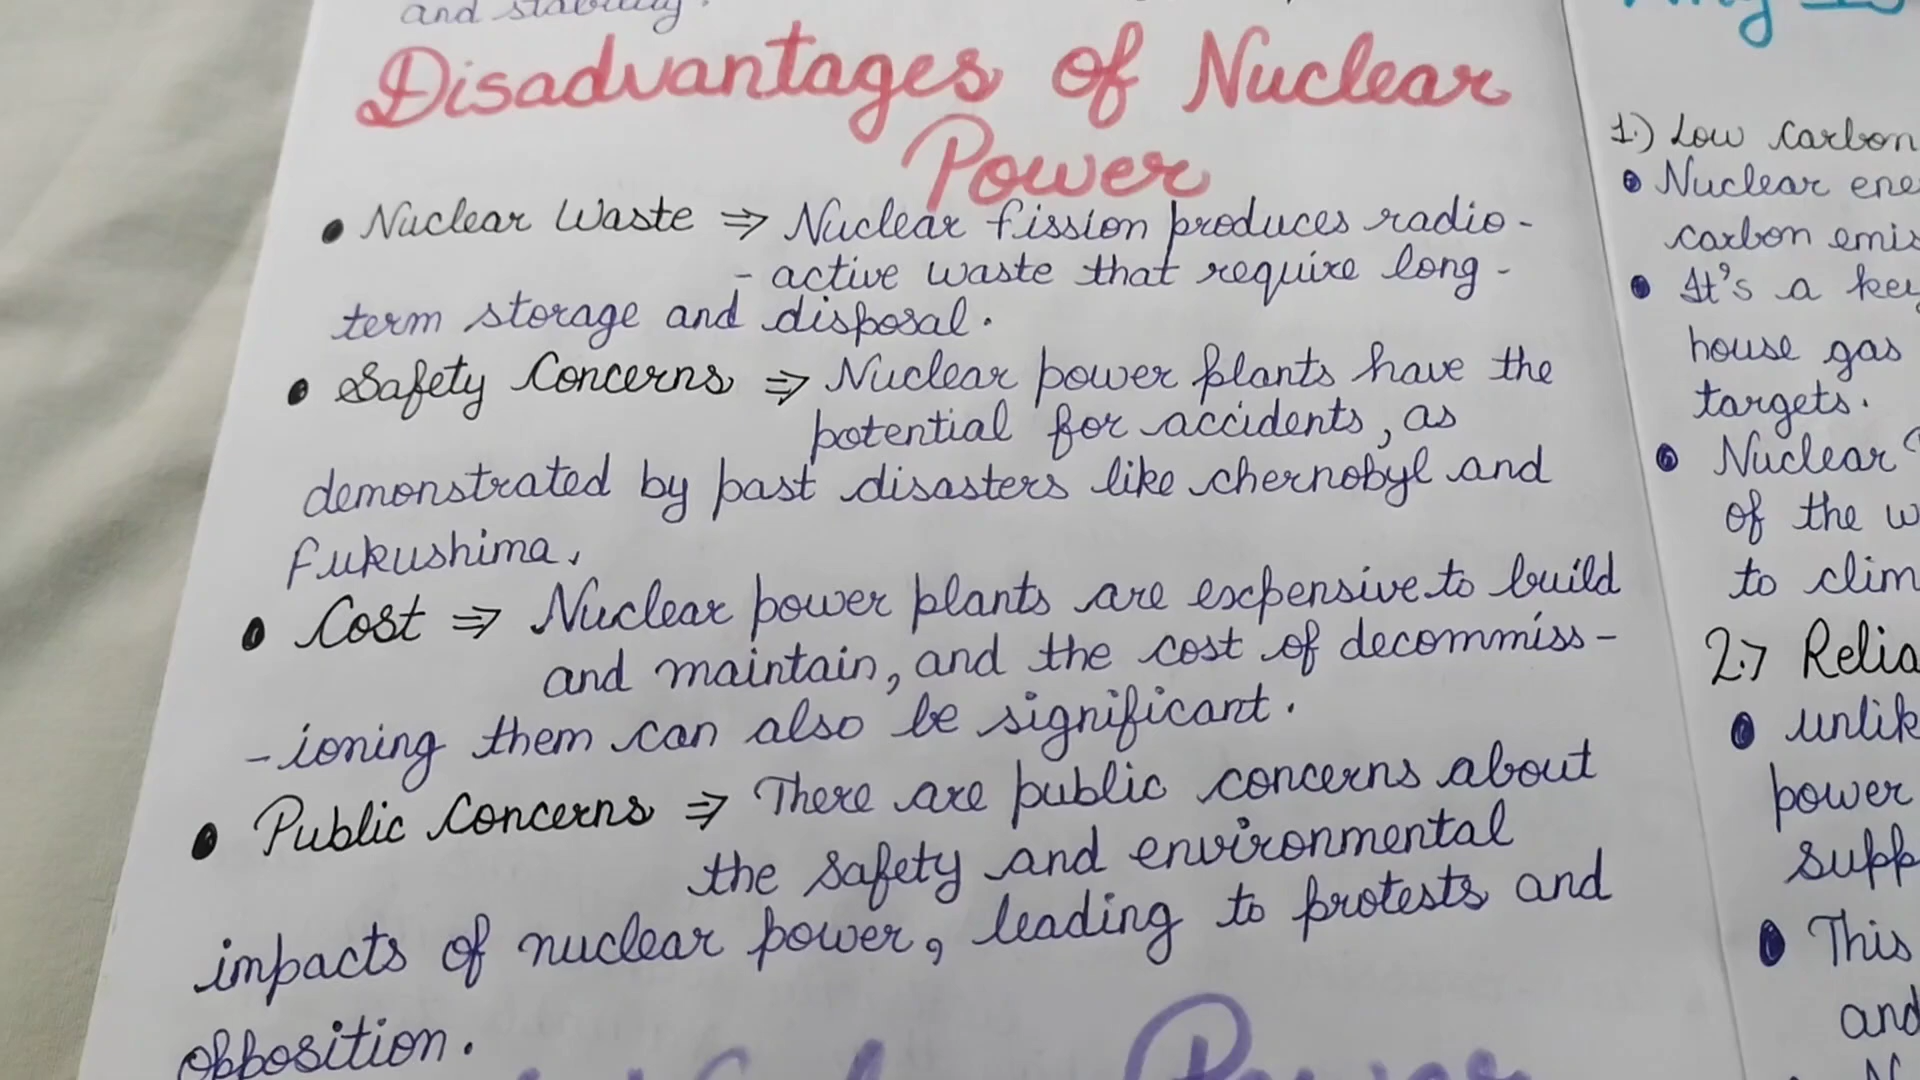 and stability.
Disadvantages of Nuclear
Power
• Nuclear Waste ⇒ Nuclear fission produces radio-
- active waste that require long-
term storage and disposal.
• Safety Concerns ⇒ Nuclear power plants have the
potential for accidents, as
demonstrated by past disasters like chernobyl and
fukushima.
• Cost ⇒ Nuclear power plants are expensive to build
and maintain, and the cost of decommiss-
-ioning them can also be significant.
• Public Concerns ⇒ There are public concerns about
the safety and environmental
impacts of nuclear power, leading to protests and
opposition.
Power
1.) Low carbon
• Nuclear ene
carbon emis
• It's a key
house gas
targets.
• Nuclear
of the w
to clim
2.) Relia
• unlik
power
supp
• This
and